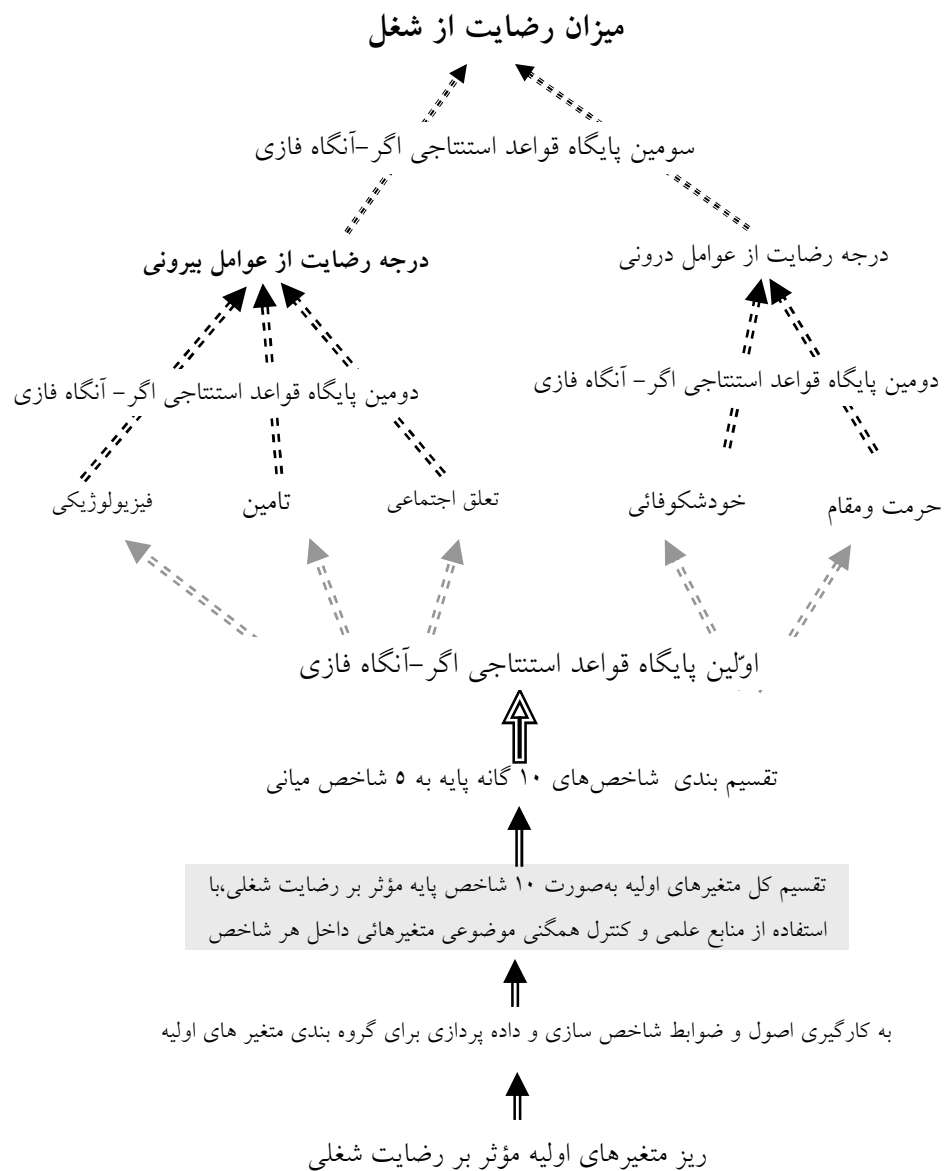 میزان رضایت از شغل
سومین پایگاه قواعد استنتاجی اگر–آنگاه فازی
درجه رضایت از عوامل درونی
درجه رضایت از عوامل بیرونی
دومین پایگاه قواعد استنتاجی اگر– آنگاه فازی
دومین پایگاه قواعد استنتاجی اگر– آنگاه فازی
حرمت ومقام
خودشکوفائی
تعلق اجتماعی
تامین
فیزیولوژیکی
اوّلین پایگاه قواعد استنتاجی اگر–آنگاه فازی
تقسیم بندی شاخص‌های ۱۰ گانه پایه به ۵ شاخص میانی
تقسیم کل متغیرهای اولیه به‌صورت ۱۰ شاخص پایه مؤثر بر رضایت شغلی،با
استفاده از منابع علمی و کنترل همگنی موضوعی متغیرهائی داخل هر شاخص
به کارگیری اصول و ضوابط شاخص سازی و داده پردازی برای گروه بندی متغیر های اولیه
ریز متغیرهای اولیه مؤثر بر رضایت شغلی